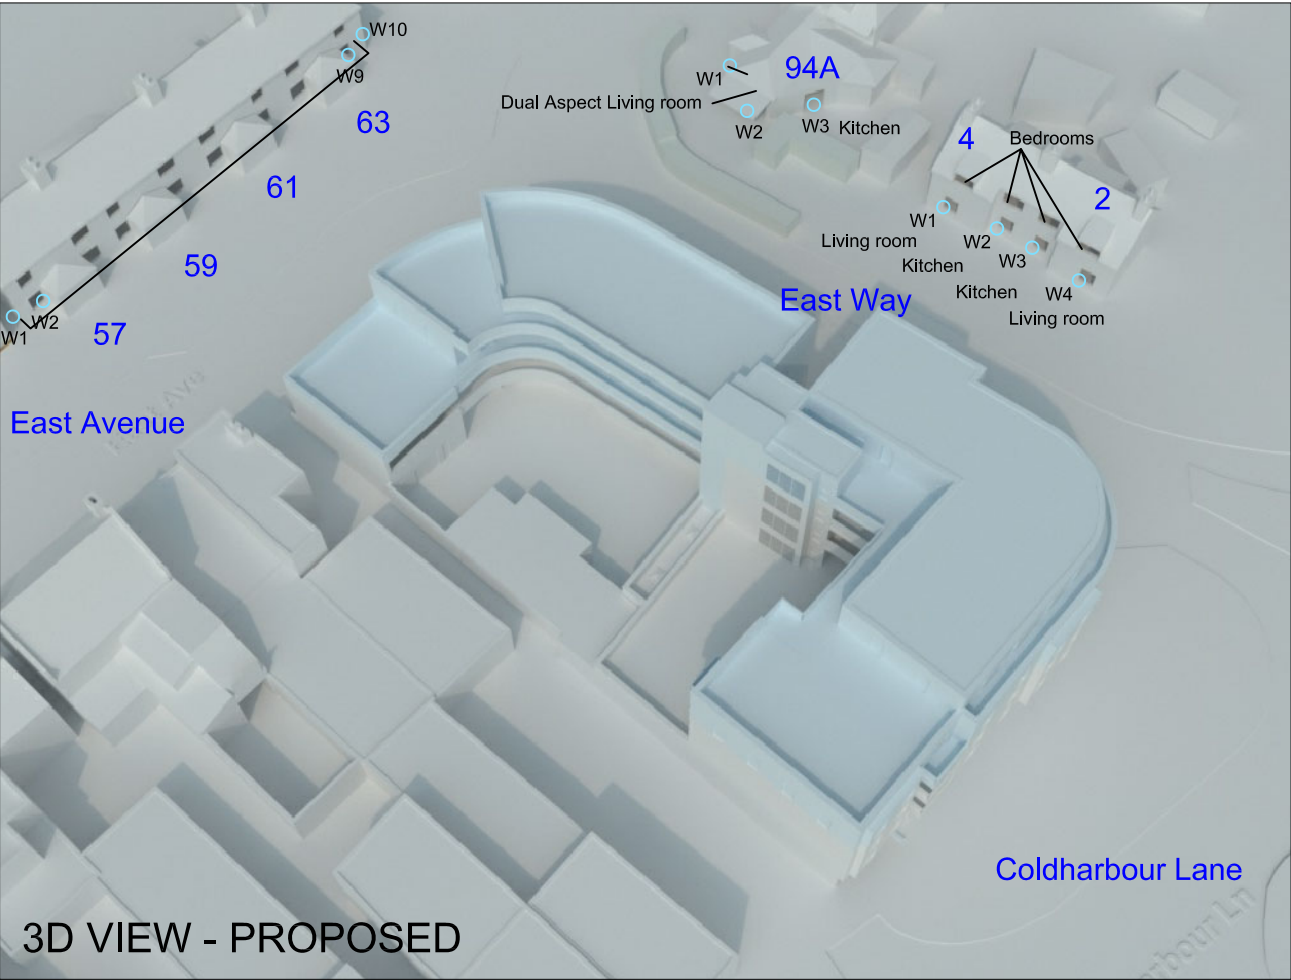 W10
W9
63
61
59
W1
W2
57
East Avenue
W1
94A
Dual Aspect Living room
W2
W3
Kitchen
4
Bedrooms
2
W1
Living room
W2
Kitchen
W3
Kitchen
W4
Living room
East Way
Coldharbour Lane
3D VIEW - PROPOSED